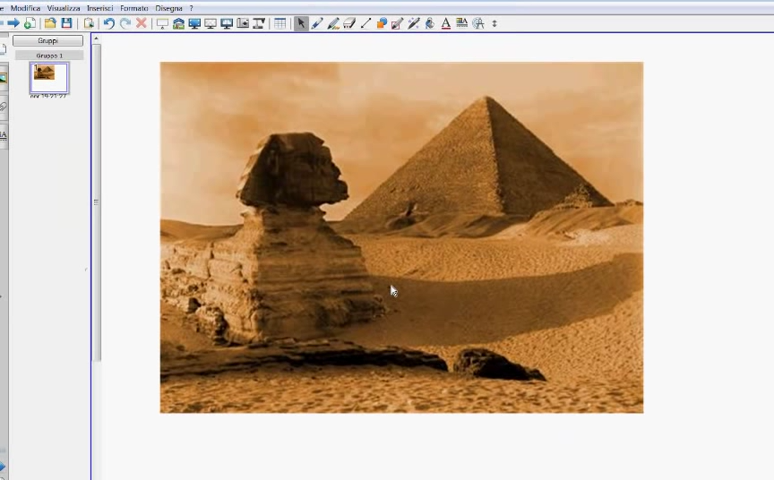 Modifica Visualizza Inserisci Formato Disegna ?
Gruppi
Gruppo 1